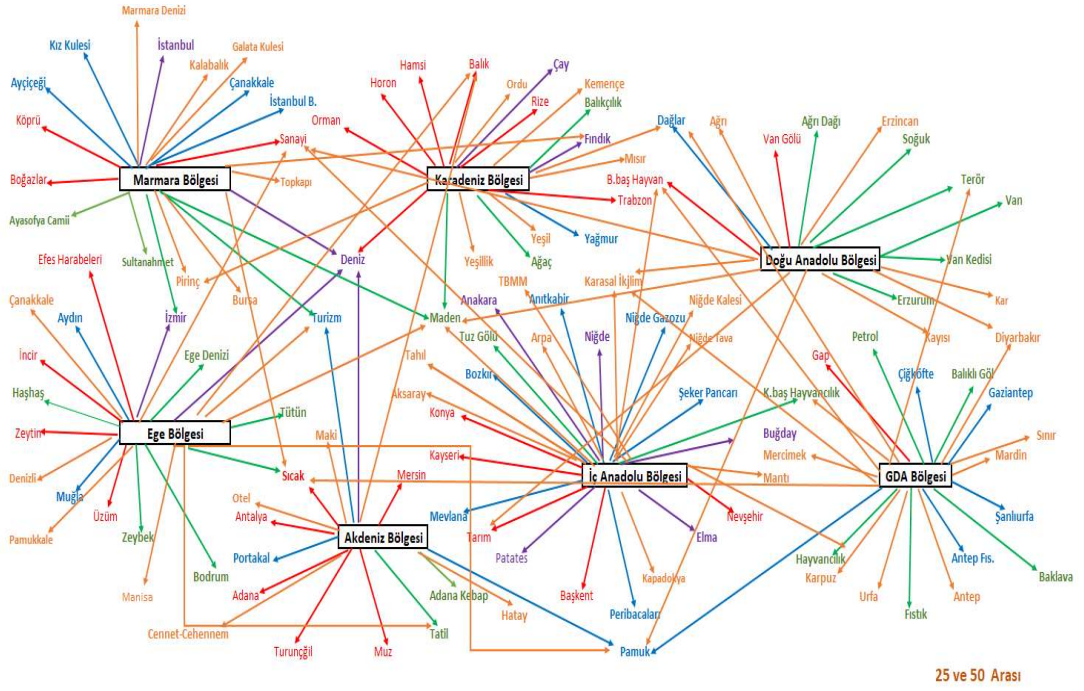 Marmara Denizi
Kız Kulesi
İstanbul
Galata Kulesi
Kalabalık
Ayçiçeği
Çanakkale
İstanbul B.
Köprü
Sanayi
Marmara Bölgesi
Boğazlar
Topkapı
Ayasofya Camii
Sultanahmet
Pirinç
Bursa
Deniz
Hamsi
Balık
Çay
Horon
Ordu
Kemençe
Rize
Balıkçılık
Orman
Fındık
Mısır
Karadeniz Bölgesi
Trabzon
Yeşil
Yağmur
Yeşillik
Ağaç
Dağlar
Ağrı
Ağrı Dağı
Erzincan
Van Gölü
Soğuk
B.baş Hayvan
Terör
Van
Doğu Anadolu Bölgesi
Van Kedisi
Erzurum
Kar
Kayısı
Diyarbakır
Efes Harabeleri
Çanakkale
Aydın
İzmir
Turizm
Maden
İncir
Ege Denizi
Haşhaş
Tütün
Zeytin
Ege Bölgesi
Denizli
Muğla
Üzüm
Zeybek
Pamukkale
Bodrum
Manisa
Sıcak
Maki
Mersin
Otel
Antalya
Akdeniz Bölgesi
Portakal
Adana
Adana Kebap
Hatay
Cennet-Cehennem
Tatil
Turunçğil
Muz
TBMM
Karasal İkjlim
Anakara
Anıtkabir
Niğde Kalesi
Niğde Gazozu
Tuz Gölü
Arpa
Niğde
Niğde Tava
Tahıl
Bozkır
Aksaray
Şeker Pancarı
K.baş Hayvancılık
Konya
Buğday
Kayseri
Mercimek
İç Anadolu Bölgesi
Mantı
Mevlana
Nevşehir
Tarım
Elma
Patates
Kapadokya
Başkent
Peribacaları
Pamuk
Petrol
Gap
Çiğköfte
Balıklı Göl
Gaziantep
Sınır
Mardin
GDA Bölgesi
Şanlıurfa
Hayvancılık
Antep Fıs.
Karpuz
Baklava
Urfa
Fıstık
Antep
25 ve 50 Arası